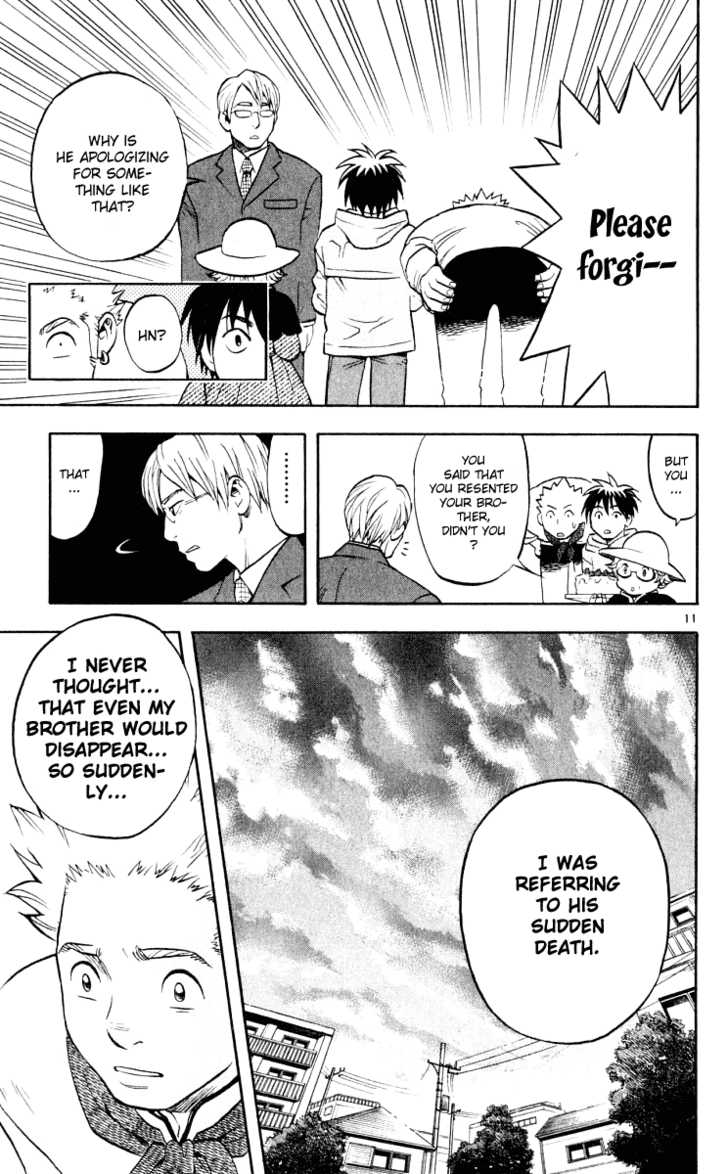 Please
forgi--
WHY IS
HE APOLOGIZING
FOR SOME-
THING LIKE
THAT?
HN?
BUT
YOU
...
YOU
SAID THAT
YOU RESENTED
YOUR BRO-
THER,
DIDN'T YOU
?
........
THAT
...
11
I WAS
REFERRING
TO HIS
SUDDEN
DEATH.
I NEVER
THOUGHT...
THAT EVEN MY
BROTHER WOULD
DISAPPEAR...
SO SUDDEN-
LY...